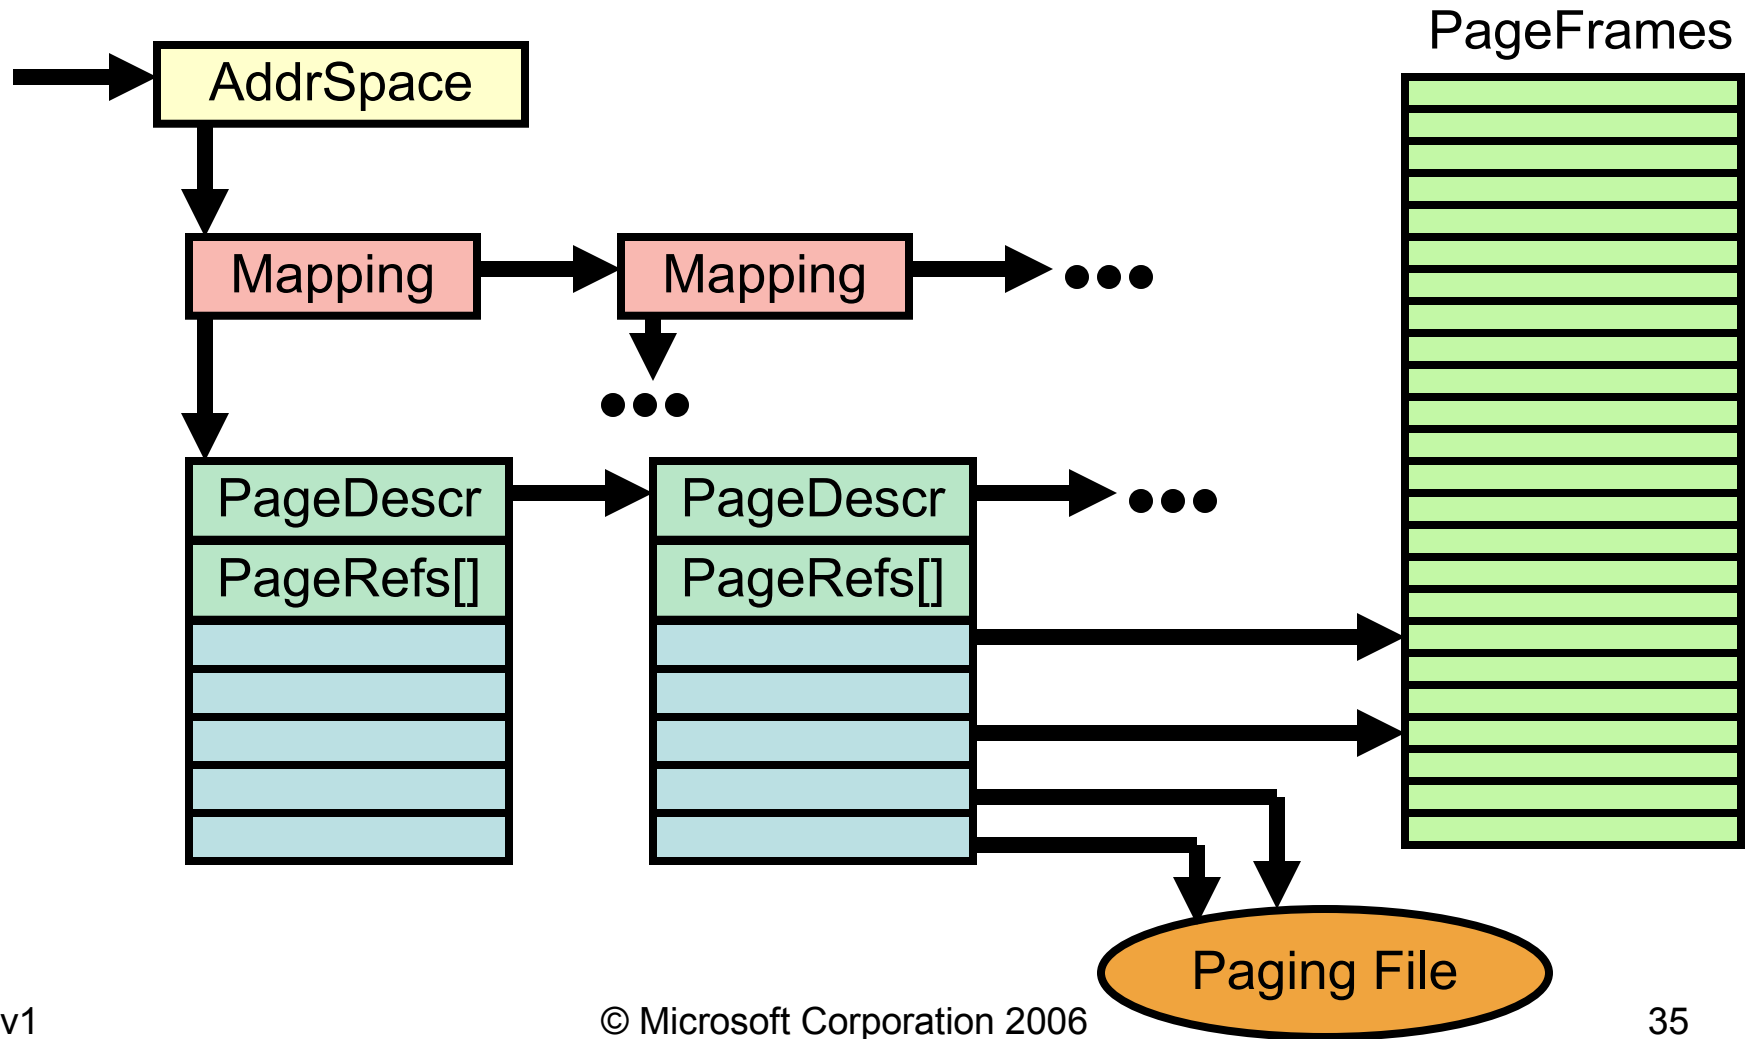 PageFrames
AddrSpace
Mapping
Mapping
PageDescr
PageDescr
PageRefs[]
PageRefs[]
Paging File
v1
© Microsoft Corporation 2006
35